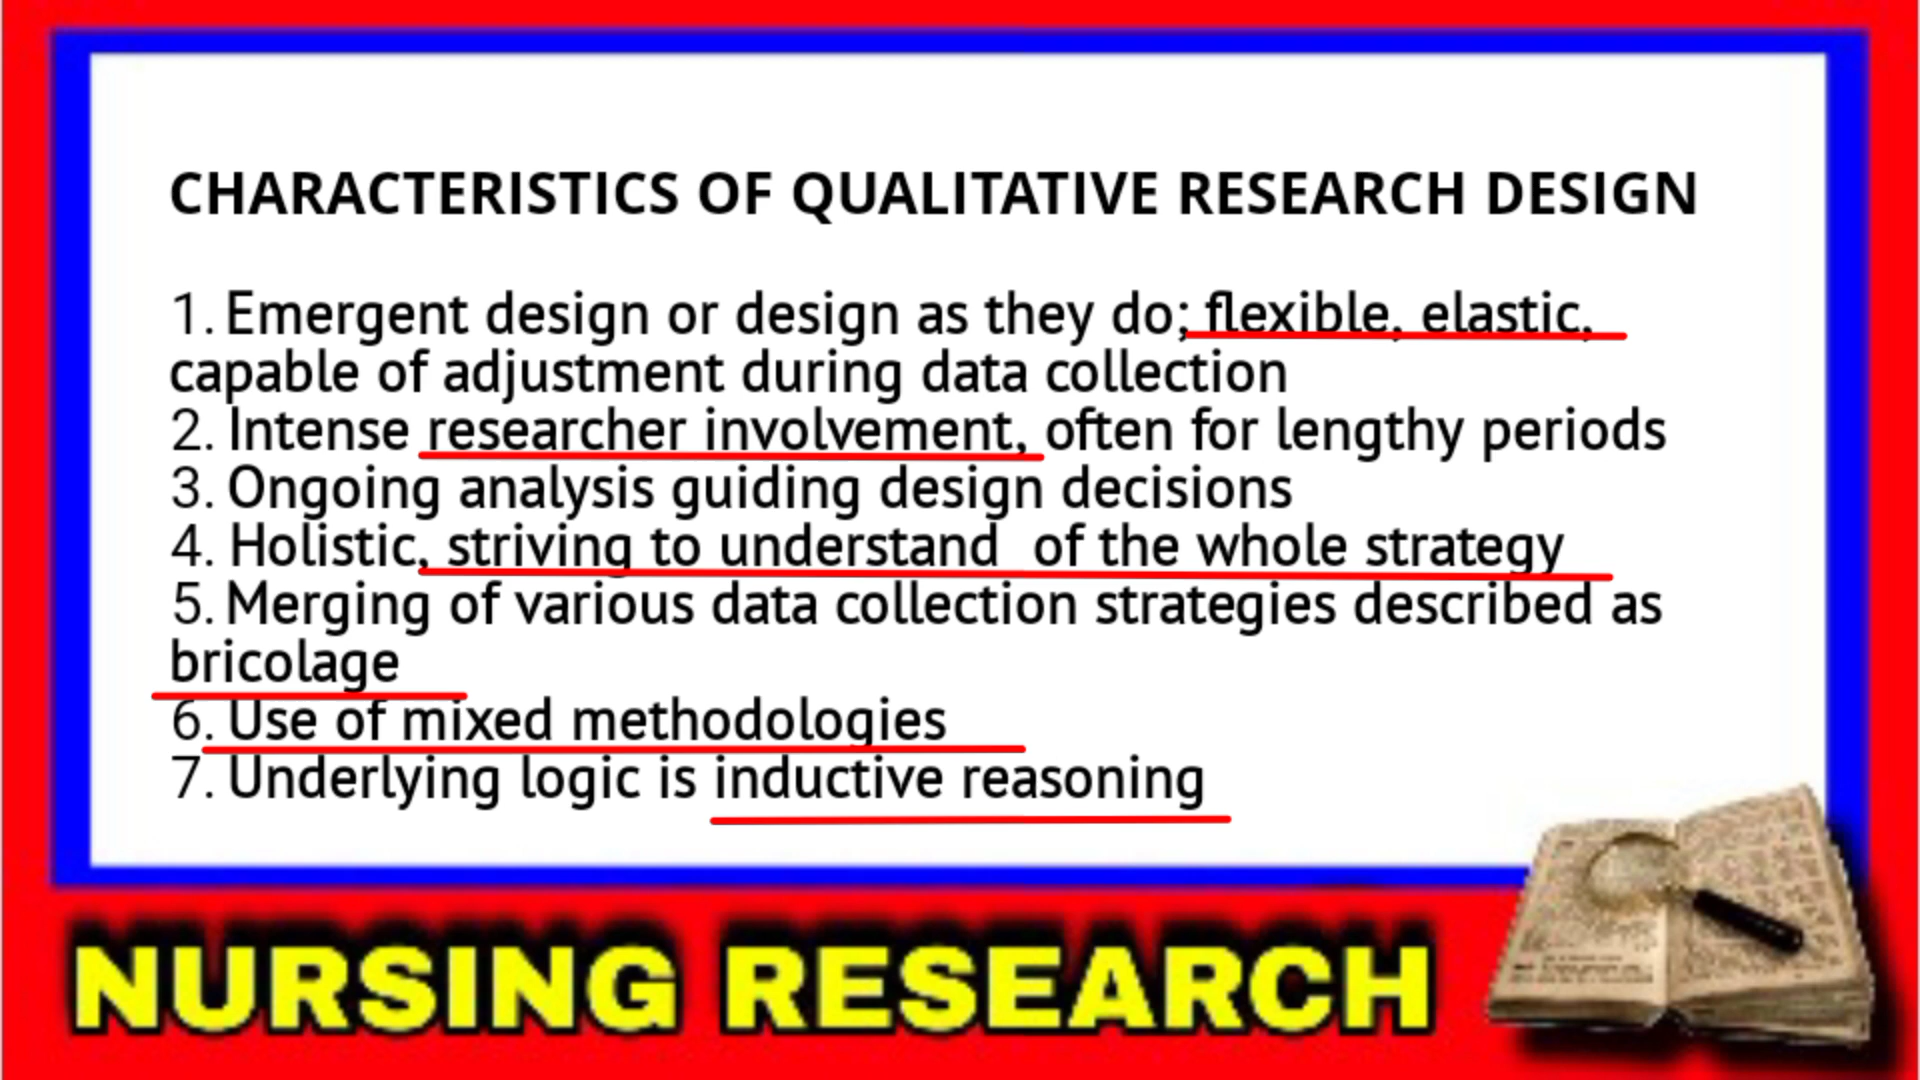 CHARACTERISTICS OF QUALITATIVE RESEARCH DESIGN
1. Emergent design or design as they do; flexible, elastic,
capable of adjustment during data collection
2. Intense researcher involvement, often for lengthy periods
3. Ongoing analysis guiding design decisions
4. Holistic, striving to understand  of the whole strategy
5. Merging of various data collection strategies described as
bricolage
6. Use of mixed methodologies
7. Underlying logic is inductive reasoning
NURSING RESEARCH